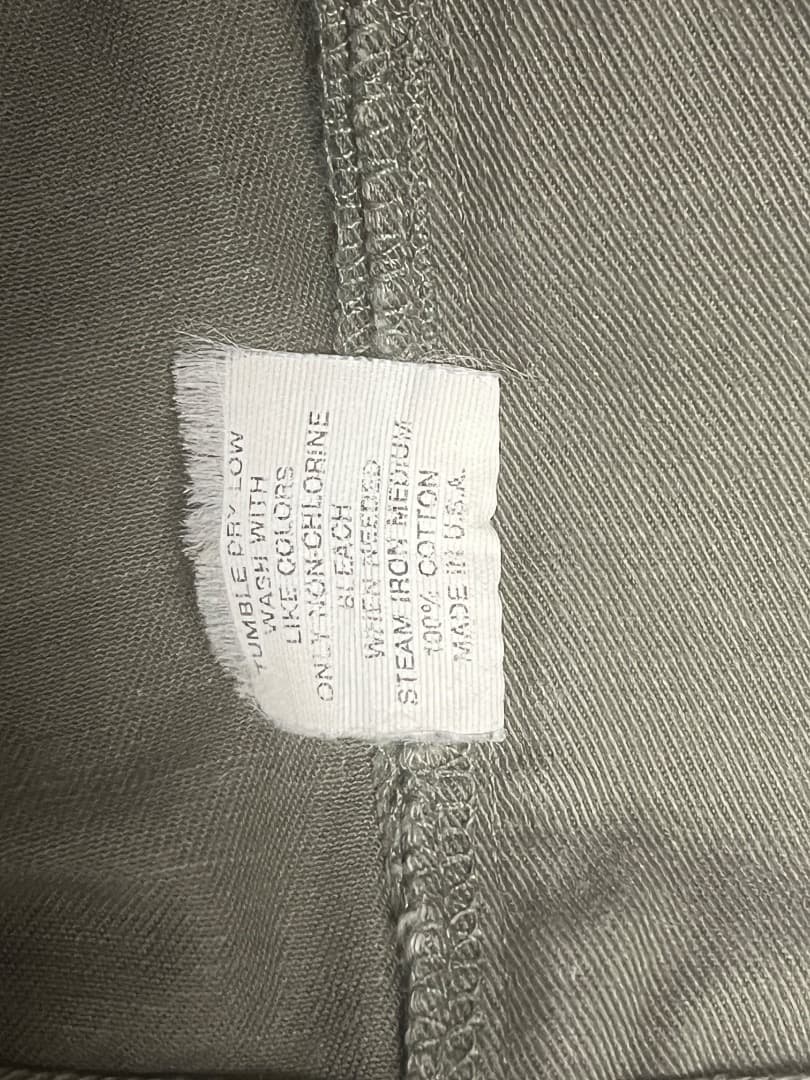 TUMBLE DRY LOW
WASH WITH
LIKE COLORS
ONLY NON-CHLORINE
BLEACH
WHEN NEEDED
STEAM IRON MEDIUM
100% COTTON
MADE IN U.S.A.